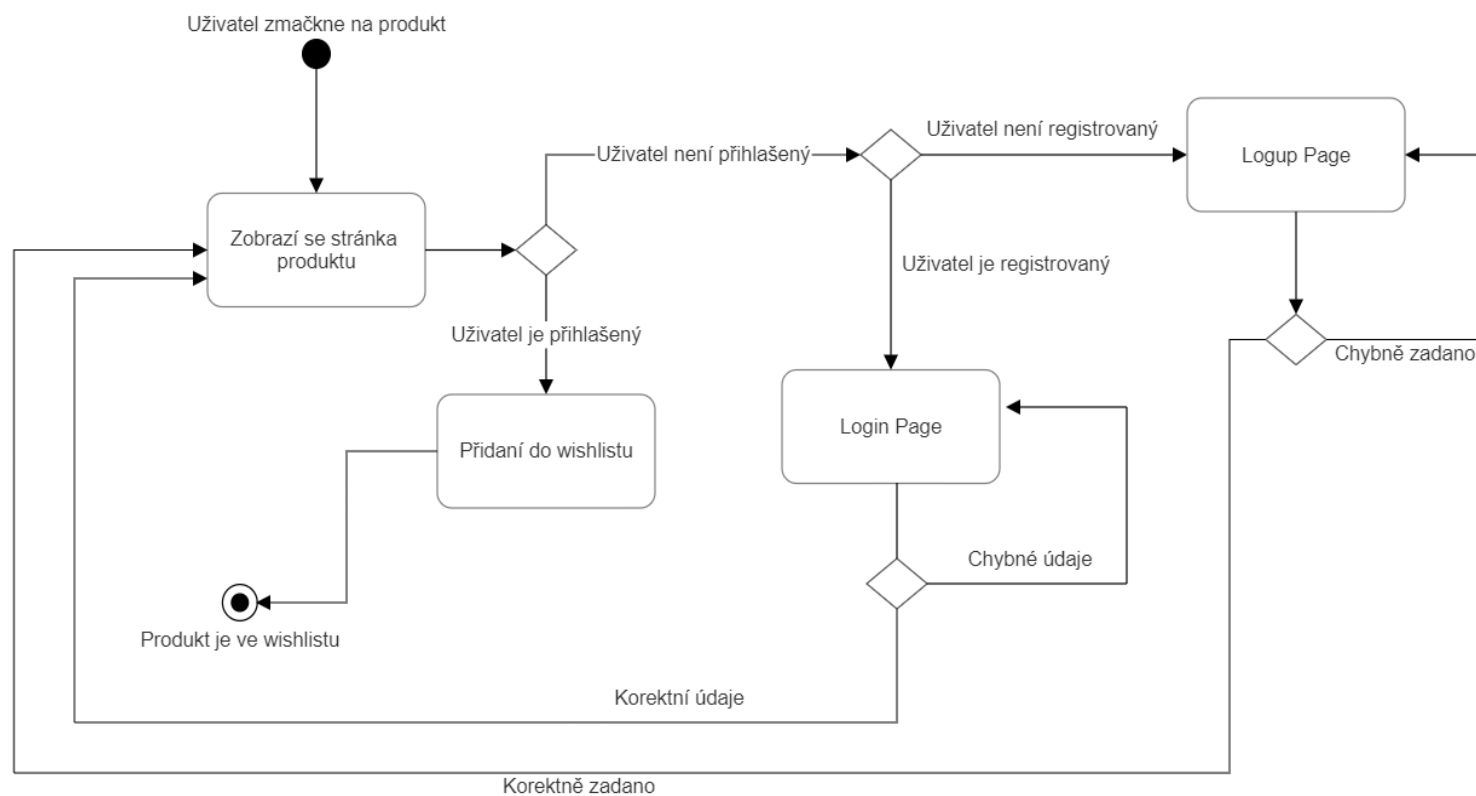 Uživatel zmačkne na produkt
Uživatel není registrovaný
Uživatel není přihlašený
Logup Page
Zobrazí se stránka
produktu
Uživatel je registrovaný
Uživatel je přihlašený
Chybně zadano
Login Page
Přidaní do wishlistu
Chybné údaje
Produkt je ve wishlistu
Korektní údaje
Korektně zadano